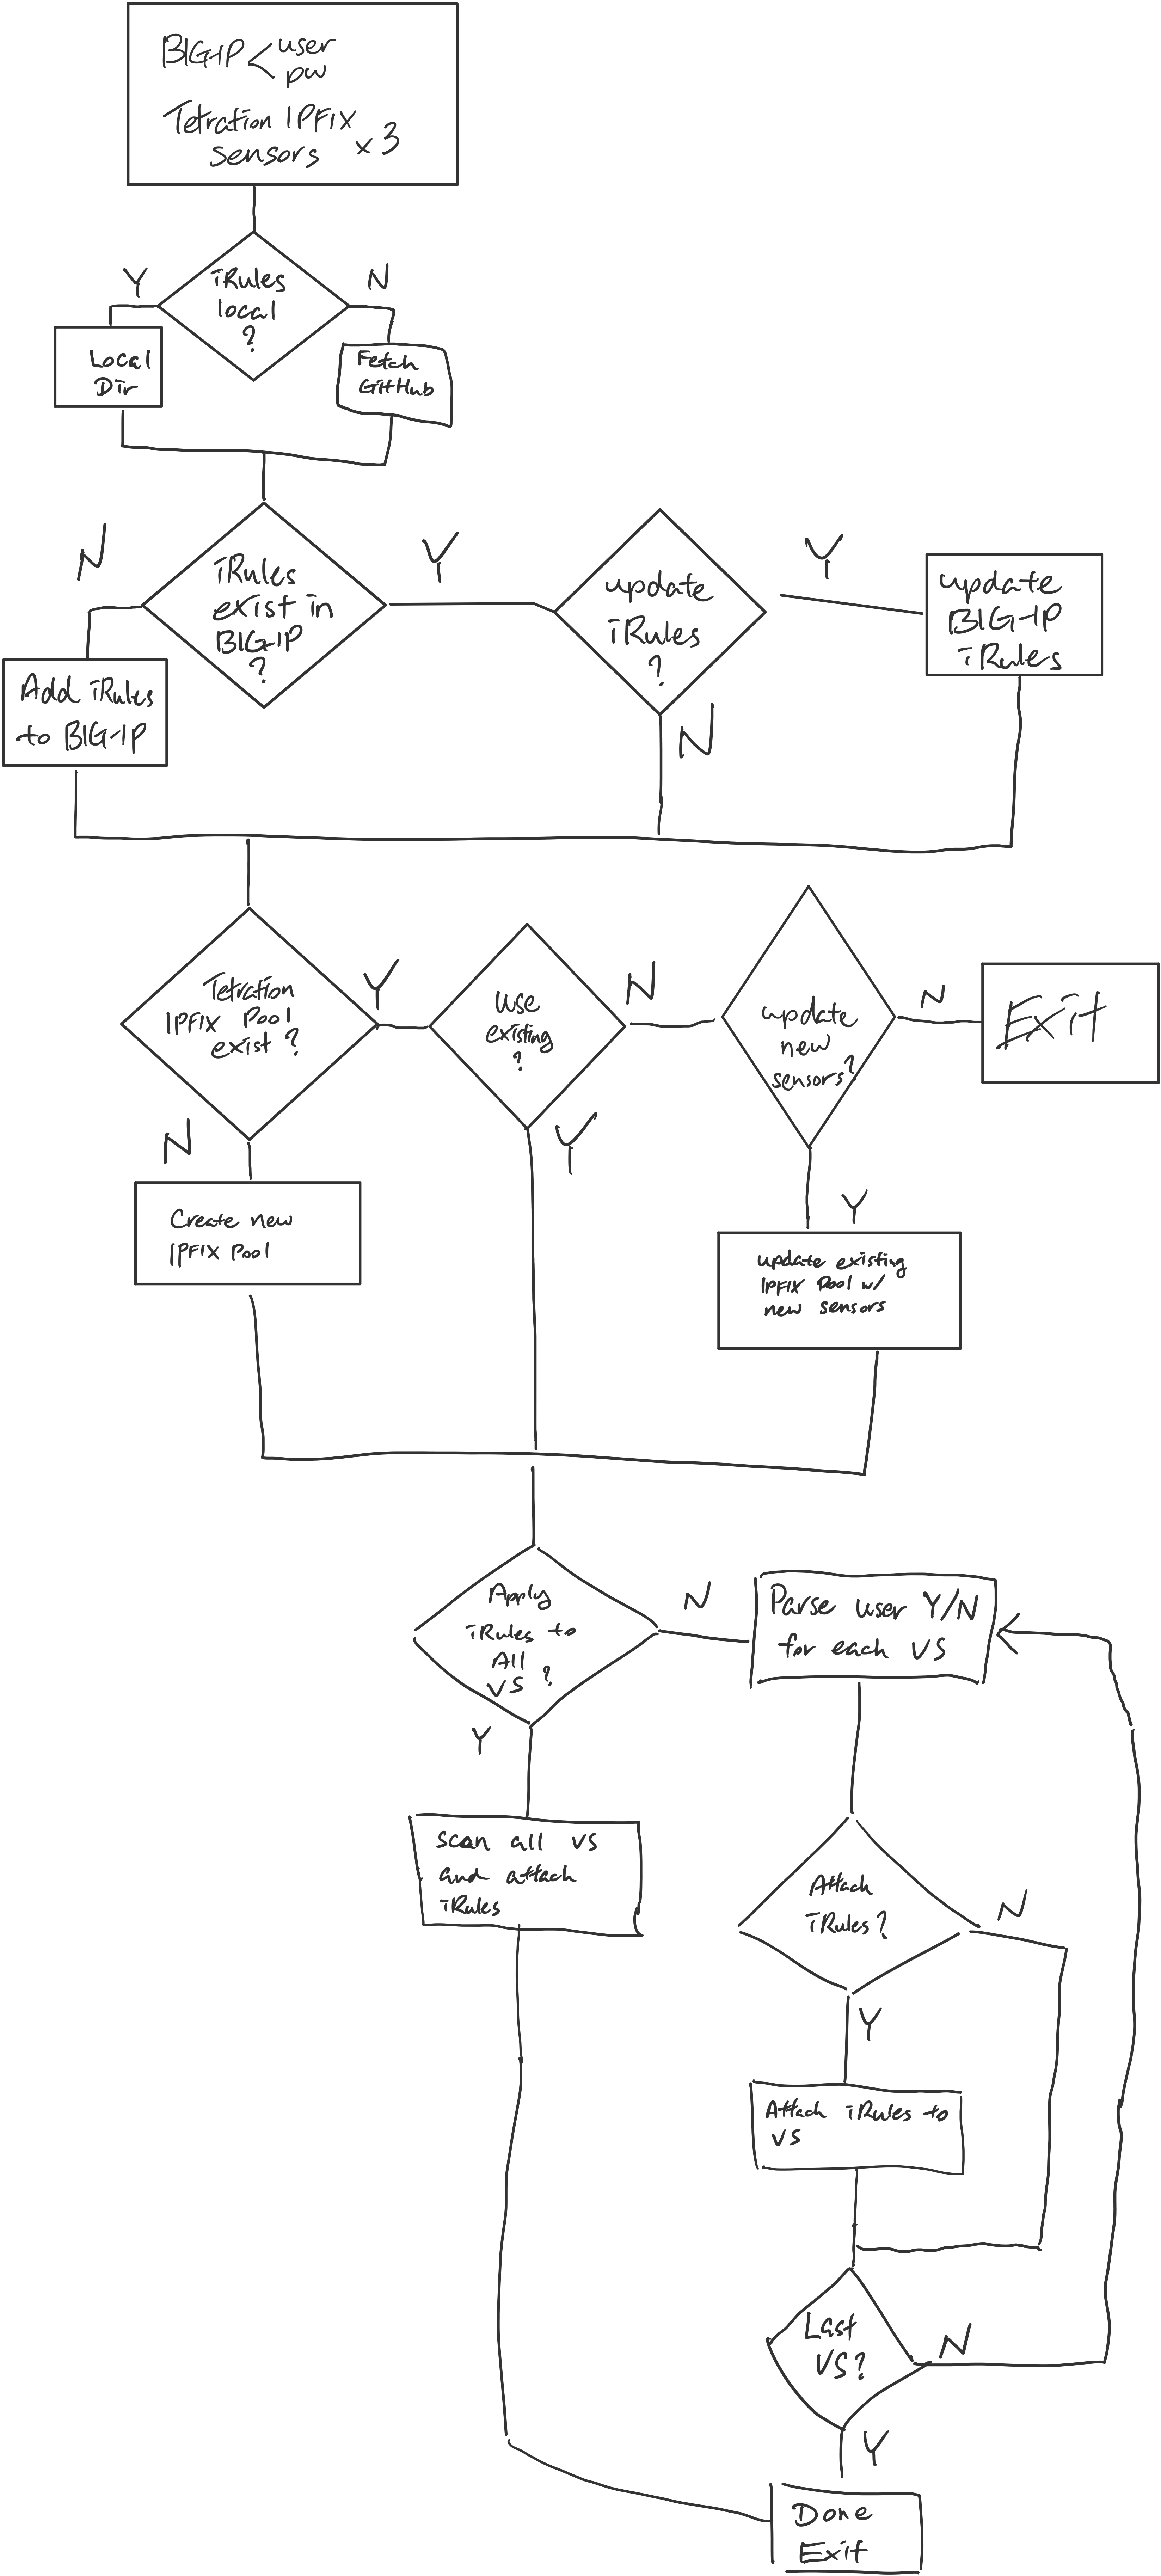 BIG-IP < user
pw
Tetration IPFIX
sensors x3
Y
iRules
local
?
N
Local
Dir
Fetch
GitHub
N
iRules
exist in
BIG-IP
?
Y
update
iRules
?
Y
update
BIG-IP
iRules
Add iRules
to BIG-IP
N
Tetration
IPFIX Pool
exist ?
Y
Use
existing
?
N
update
new
sensors?
N
Exit
N
Y
Y
Create new
IPFIX Pool
update existing
IPFIX Pool w/
new sensors
Apply
iRules to
All
VS ?
N
Parse user Y/N
for each VS
Y
scan all VS
and attach
iRules
Attach
iRules?
N
Y
Attach iRules to
VS
Last
VS?
N
Y
Done
Exit